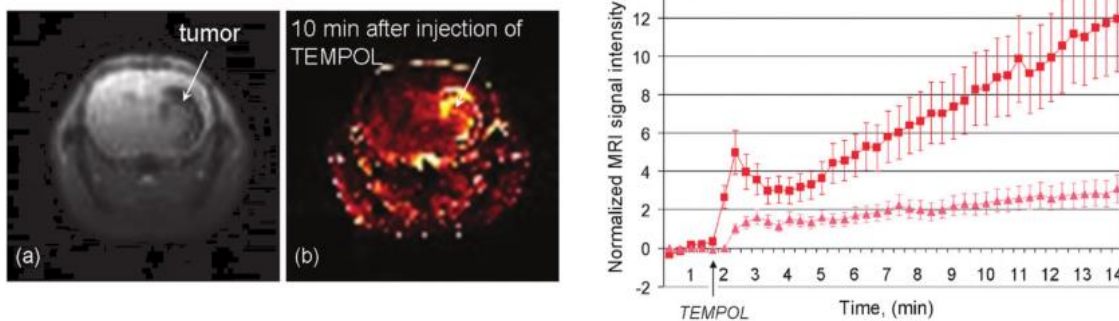 tumor
(a)
10 min after injection of
TEMPOL
(b)
Normalized MRI signal intensity
12
10
8
6
4
2
0
-2
1 2 3 4 5 6 7 8 9 10 11 12 13 14
TEMPOL
Time, (min)